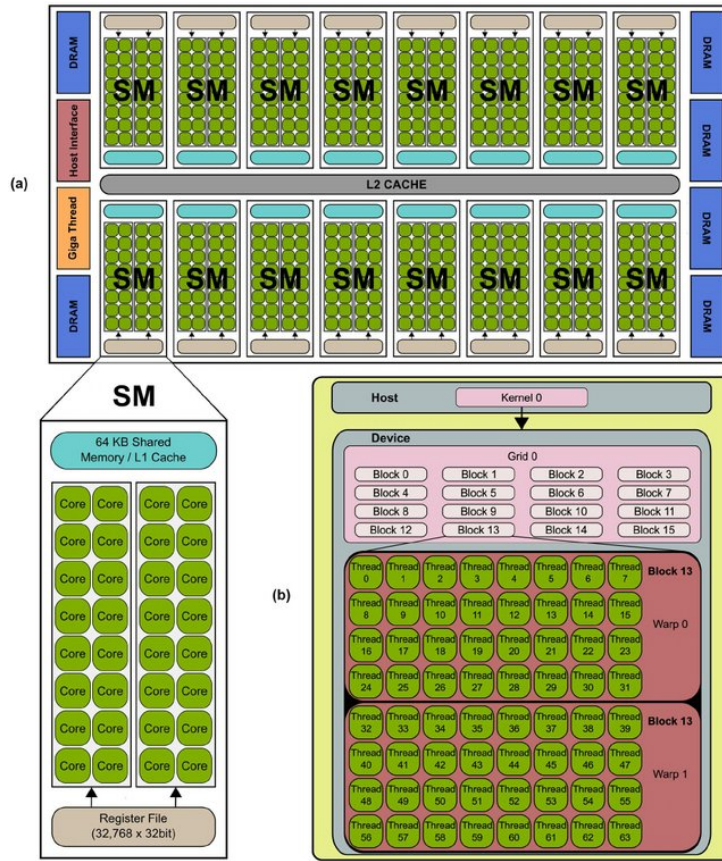 (a)
DRAM
Host Interface
Giga Thread
DRAM
SM SM SM SM SM SM SM SM
L2 CACHE
SM SM SM SM SM SM SM SM
DRAM
DRAM
DRAM
DRAM
SM
64 KB Shared
Memory / L1 Cache
Core Core Core Core
Core Core Core Core
Core Core Core Core
Core Core Core Core
Core Core Core Core
Core Core Core Core
Core Core Core Core
Core Core Core Core
Register File
(32,768 x 32bit)
(b)
Host
Kernel 0
Device
Grid 0
Block 0 Block 1 Block 2 Block 3
Block 4 Block 5 Block 6 Block 7
Block 8 Block 9 Block 10 Block 11
Block 12 Block 13 Block 14 Block 15
Block 13
Warp 0
Thread Thread Thread Thread Thread Thread Thread Thread
0 1 2 3 4 5 6 7
Thread Thread Thread Thread Thread Thread Thread Thread
8 9 10 11 12 13 14 15
Thread Thread Thread Thread Thread Thread Thread Thread
16 17 18 19 20 21 22 23
Thread Thread Thread Thread Thread Thread Thread Thread
24 25 26 27 28 29 30 31
Block 13
Warp 1
Thread Thread Thread Thread Thread Thread Thread Thread
32 33 34 35 36 37 38 39
Thread Thread Thread Thread Thread Thread Thread Thread
40 41 42 43 44 45 46 47
Thread Thread Thread Thread Thread Thread Thread Thread
48 49 50 51 52 53 54 55
Thread Thread Thread Thread Thread Thread Thread Thread
56 57 58 59 60 61 62 63